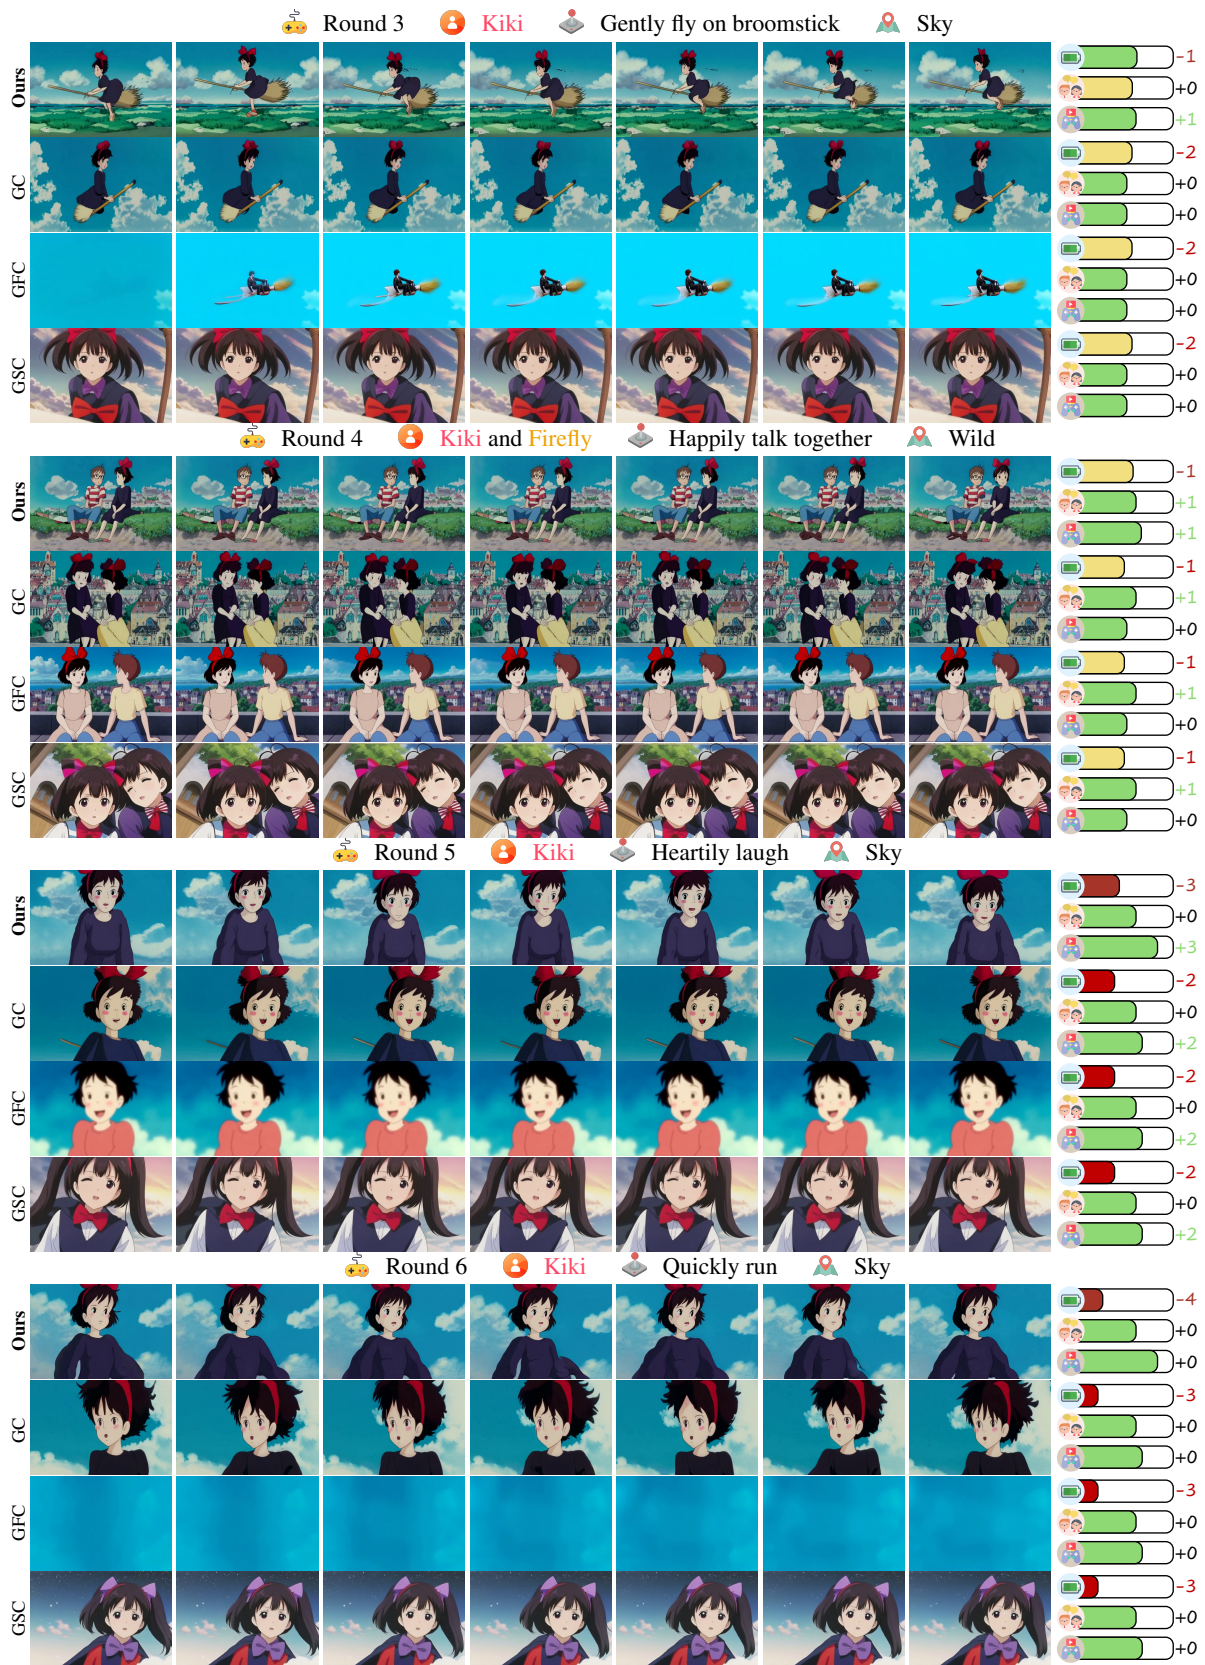 Round 3 Kiki Gently fly on broomstick Sky
Ours
-1
+0
+1
GC
-2
+0
+0
GFC
-2
+0
+0
GSC
-2
+0
+0
Round 4 Kiki and Firefly Happily talk together Wild
Ours
-1
+1
+1
GC
-1
+1
+0
GFC
-1
+1
+0
GSC
-1
+1
+0
Round 5 Kiki Heartily laugh Sky
Ours
-3
+0
+3
GC
-2
+0
+2
GFC
-2
+0
+2
GSC
-2
+0
+2
Round 6 Kiki Quickly run Sky
Ours
-4
+0
+0
GC
-3
+0
+0
GFC
-3
+0
+0
GSC
-3
+0
+0